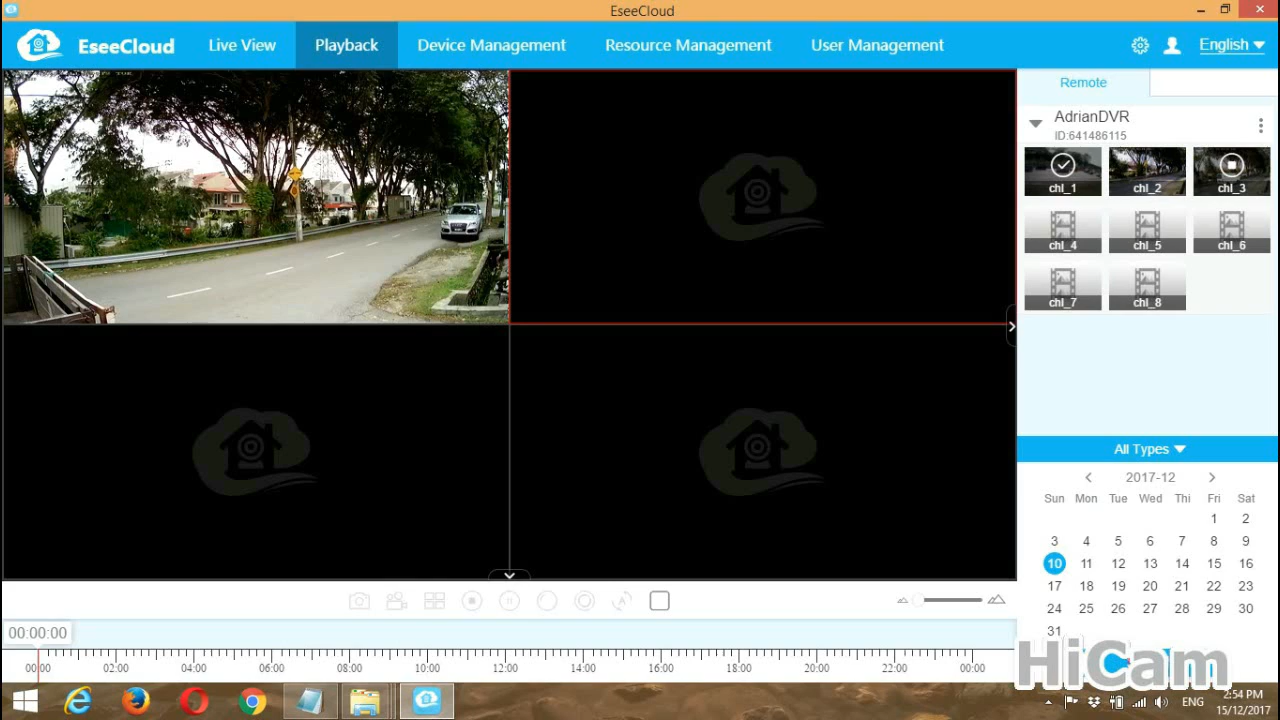 EseeCloud
EseeCloud Live View Playback Device Management Resource Management User Management English
Remote
AdrianDVR
ID:641486115
chl_1 chl_2 chl_3
chl_4 chl_5 chl_6
chl_7 chl_8
All Types
2017-12
Sun Mon Tue Wed Thi Fri Sat
1 2
3 4 5 6 7 8 9
10 11 12 13 14 15 16
17 18 19 20 21 22 23
24 25 26 27 28 29 30
31
00:00:00
00:00 02:00 04:00 06:00 08:00 10:00 12:00 14:00 16:00 18:00 20:00 22:00 00:00
HiCam
ENG 2:54 PM
15/12/2017